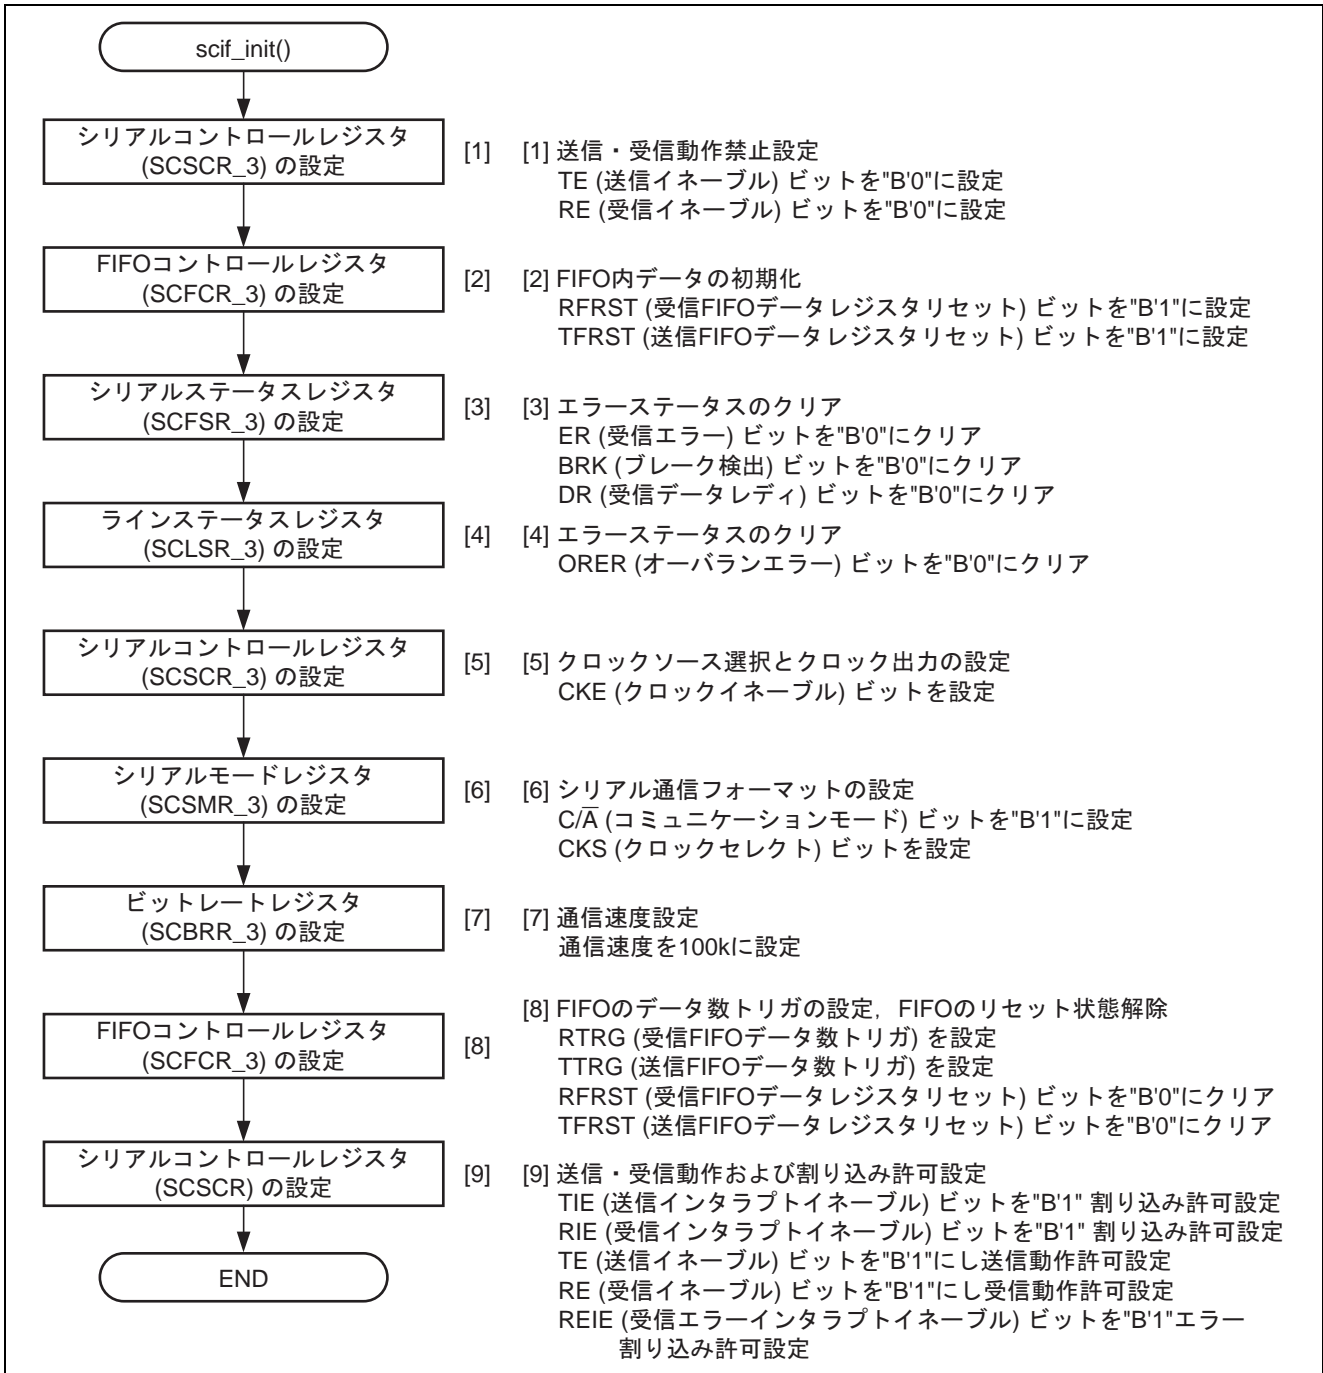 scif_init()
シリアルコントロールレジスタ
(SCSCR_3) の設定
[1]
[1] 送信・受信動作禁止設定
TE (送信イネーブル) ビットを"B'0"に設定
RE (受信イネーブル) ビットを"B'0"に設定
FIFOコントロールレジスタ
(SCFCR_3) の設定
[2]
[2] FIFO内データの初期化
RFRST (受信FIFOデータレジスタリセット) ビットを"B'1"に設定
TFRST (送信FIFOデータレジスタリセット) ビットを"B'1"に設定
シリアルステータスレジスタ
(SCFSR_3) の設定
[3]
[3] エラーステータスのクリア
ER (受信エラー) ビットを"B'0"にクリア
BRK (ブレーク検出) ビットを"B'0"にクリア
DR (受信データレディ) ビットを"B'0"にクリア
ラインステータスレジスタ
(SCLSR_3) の設定
[4]
[4] エラーステータスのクリア
ORER (オーバランエラー) ビットを"B'0"にクリア
シリアルコントロールレジスタ
(SCSCR_3) の設定
[5]
[5] クロックソース選択とクロック出力の設定
CKE (クロックイネーブル) ビットを設定
シリアルモードレジスタ
(SCSMR_3) の設定
[6]
[6] シリアル通信フォーマットの設定
C/A̅ (コミュニケーションモード) ビットを"B'1"に設定
CKS (クロックセレクト) ビットを設定
ビットレートレジスタ
(SCBRR_3) の設定
[7]
[7] 通信速度設定
通信速度を100kに設定
FIFOコントロールレジスタ
(SCFCR_3) の設定
[8]
[8] FIFOのデータ数トリガの設定, FIFOのリセット状態解除
RTRG (受信FIFOデータ数トリガ) を設定
TTRG (送信FIFOデータ数トリガ) を設定
RFRST (受信FIFOデータレジスタリセット) ビットを"B'0"にクリア
TFRST (送信FIFOデータレジスタリセット) ビットを"B'0"にクリア
シリアルコントロールレジスタ
(SCSCR) の設定
[9]
[9] 送信・受信動作および割り込み許可設定
TIE (送信インタラプトイネーブル) ビットを"B'1" 割り込み許可設定
RIE (受信インタラプトイネーブル) ビットを"B'1" 割り込み許可設定
TE (送信イネーブル) ビットを"B'1"にし送信動作許可設定
RE (受信イネーブル) ビットを"B'1"にし受信動作許可設定
REIE (受信エラーインタラプトイネーブル) ビットを"B'1"エラー
割り込み許可設定
END